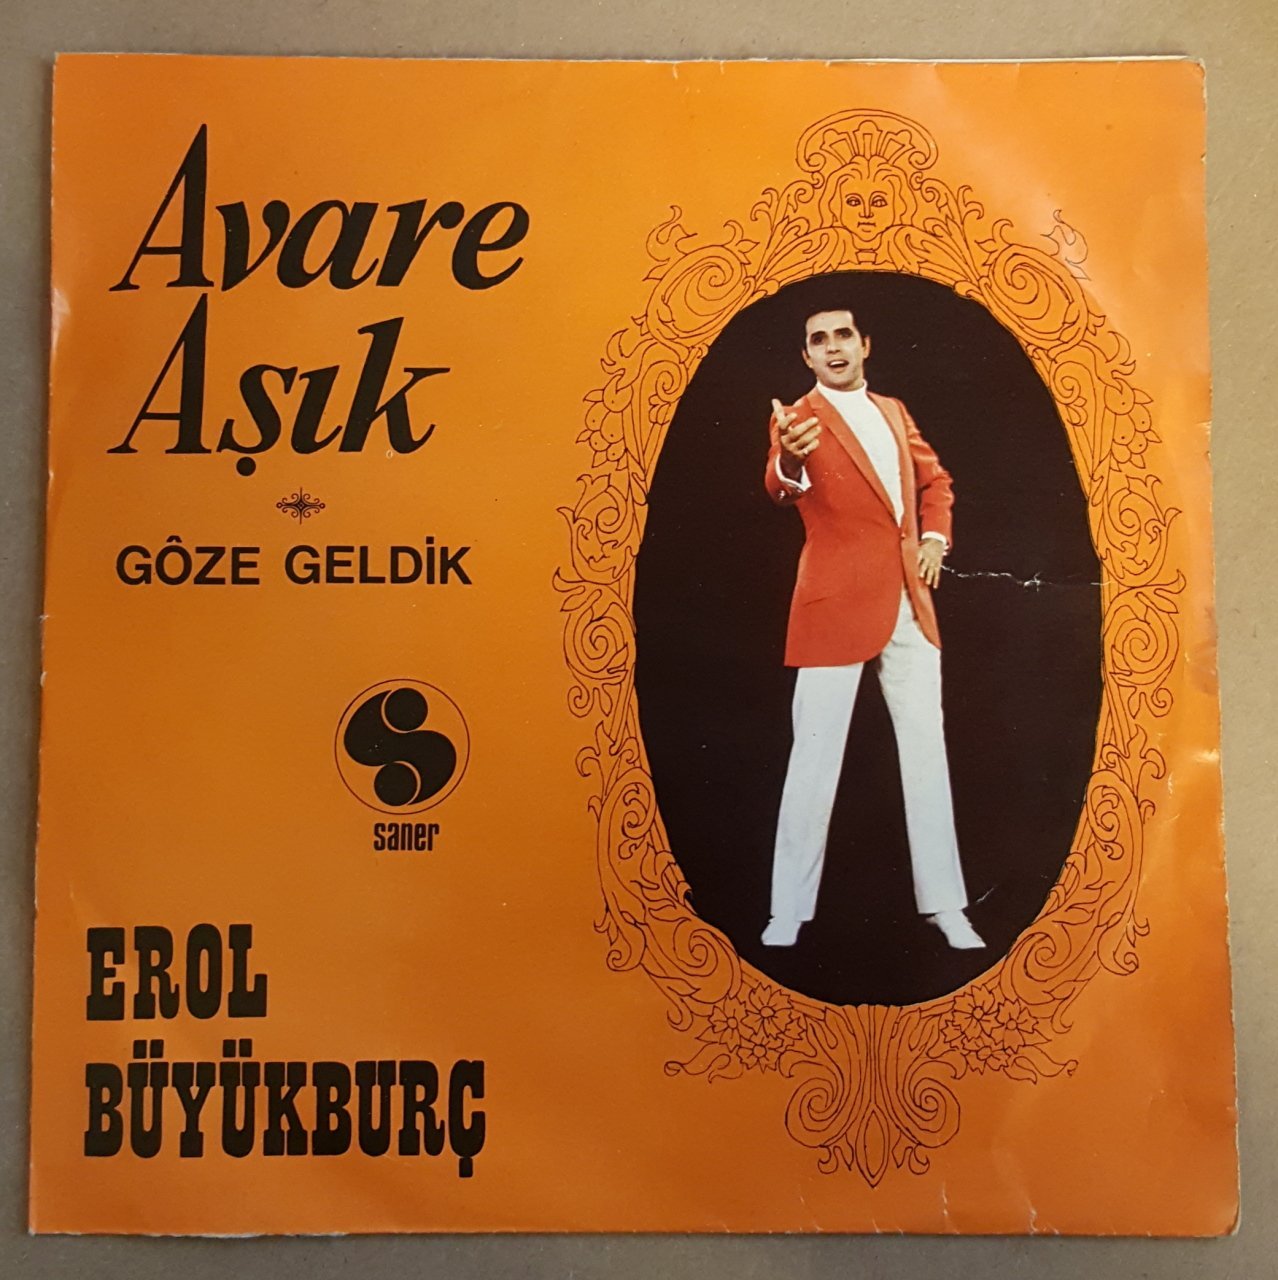 Avare
Aşık
GÔZE GELDİK
saner
EROL
BÜYÜKBURÇ